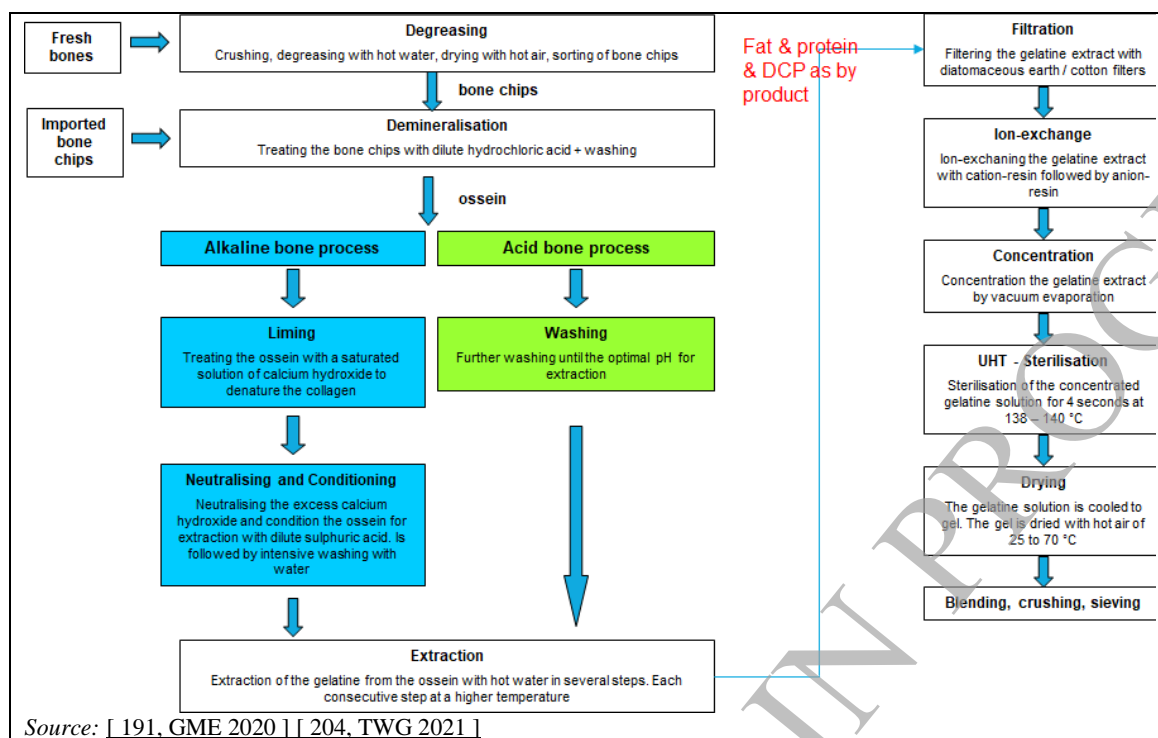 Fresh
bones
Degreasing
Crushing, degreasing with hot water, drying with hot air, sorting of bone chips
bone chips
Imported
bone
chips
Demineralisation
Treating the bone chips with dilute hydrochloric acid + washing
ossein
Alkaline bone process
Acid bone process
Liming
Treating the ossein with a saturated
solution of calcium hydroxide to
denature the collagen
Washing
Further washing until the optimal pH for
extraction
Neutralising and Conditioning
Neutralising the excess calcium
hydroxide and condition the ossein for
extraction with dilute sulphuric acid. Is
followed by intensive washing with
water
Extraction
Extraction of the gelatine from the ossein with hot water in several steps. Each
consecutive step at a higher temperature
Fat & protein
& DCP as by
product
Filtration
Filtering the gelatine extract with
diatomaceous earth / cotton filters
Ion-exchange
Ion-exchaning the gelatine extract
with cation-resin followed by anion-
resin
Concentration
Concentration the gelatine extract
by vacuum evaporation
UHT - Sterilisation
Sterilisation of the concentrated
gelatine solution for 4 seconds at
138 – 140 °C
Drying
The gelatine solution is cooled to
gel. The gel is dried with hot air of
25 to 70 °C
Blending, crushing, sieving
IN PROG
Source: [ 191, GME 2020 ] [ 204, TWG 2021 ]